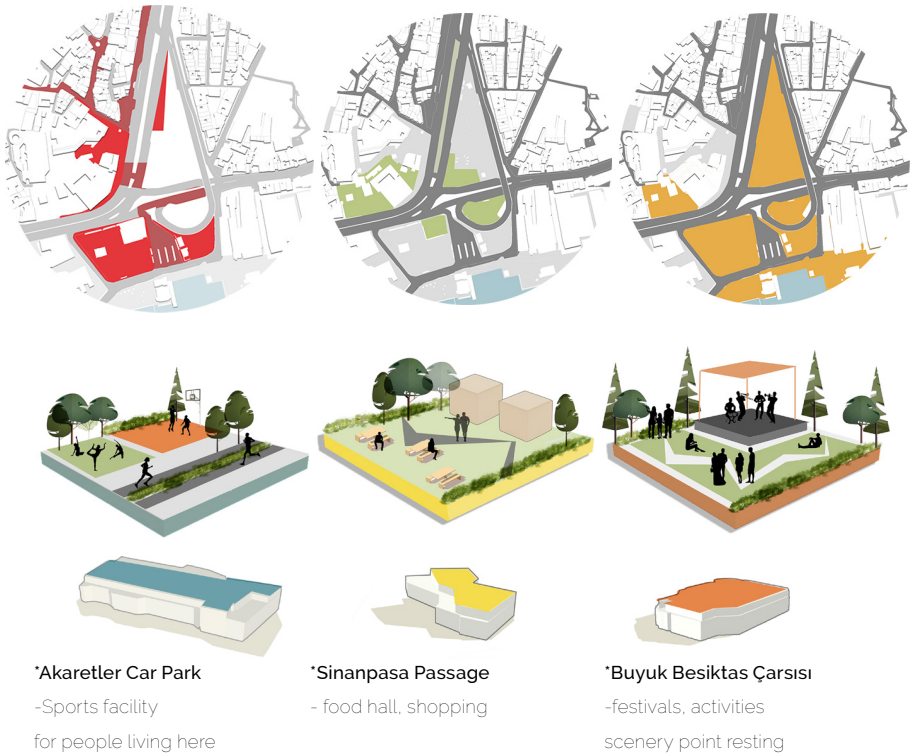 *Akaretler Car Park
-Sports facility
for people living here
*Sinanpasa Passage
- food hall, shopping
*Buyuk Besiktas Çarsısı
-festivals, activities
scenery point resting